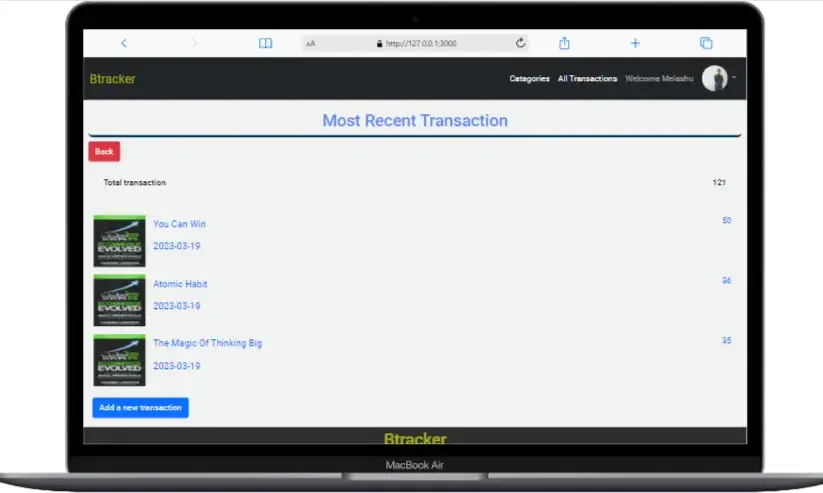 AA http://127.0.0.1:3000
Btracker Catagories All Transactions Welcome Melashu
Most Recent Transaction
Back
Total transaction 121
You Can Win 50
2023-03-19
EVOLVED
Atomic Habit 36
2023-03-19
EVOLVED
The Magic Of Thinking Big 35
2023-03-19
EVOLVED
Add a new transaction
Btracker
MacBook Air